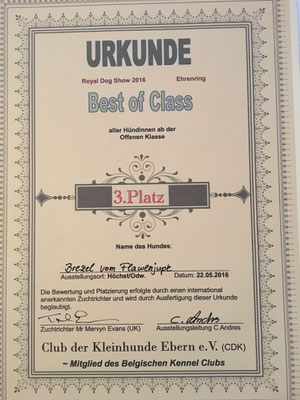 URKUNDE
Royal Dog Show 2016 Ehrenring
Best of Class
aller Hündinnen ab der
Offenen Klasse
3.Platz
Name des Hundes:
Brezel vom
Ausstellungsort: Höchst/Odw. Datum: 22.05.2016
Die Bewertung und Platzierung erfolgte durch einen international
anerkannten Zuchtrichter und wird durch Ausfertigung dieser Urkunde
beglaubigt.
C. Andres
Zuchtrichter Mr Mervyn Evans (UK) Ausstellungsleitung C.Andres
Club der Kleinhunde Ebern e.V. (CDK)
~ Mitglied des Belgischen Kennel Clubs